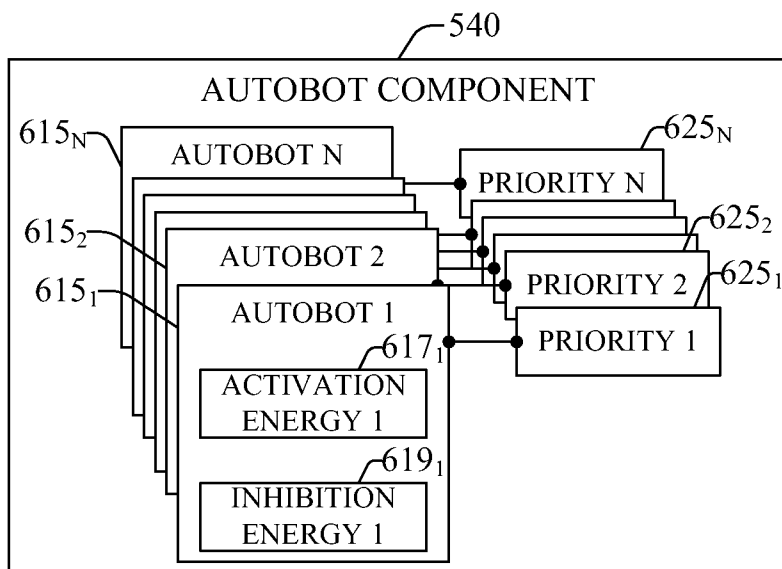 540
AUTOBOT COMPONENT
615N
AUTOBOT N
625N
PRIORITY N
6152
AUTOBOT 2
6252
PRIORITY 2
6151
AUTOBOT 1
6251
PRIORITY 1
6171
ACTIVATION
ENERGY 1
6191
INHIBITION
ENERGY 1